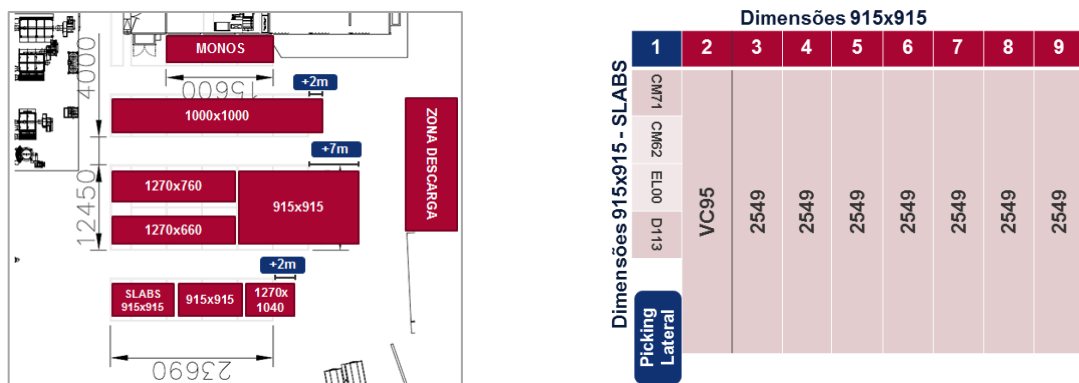 MONOS
+2m
15600
4000
1000x1000
ZONA DESCARGA
+7m
12450
1270x760
915x915
1270x660
+2m
SLABS
915x915
915x915
1270x
1040
23690
Dimensões 915x915
Dimensões 915x915 - SLABS
1 2 3 4 5 6 7 8 9
CM71
CM62
EL00
D113
VC95
2549
2549
2549
2549
2549
2549
2549
Picking
Lateral